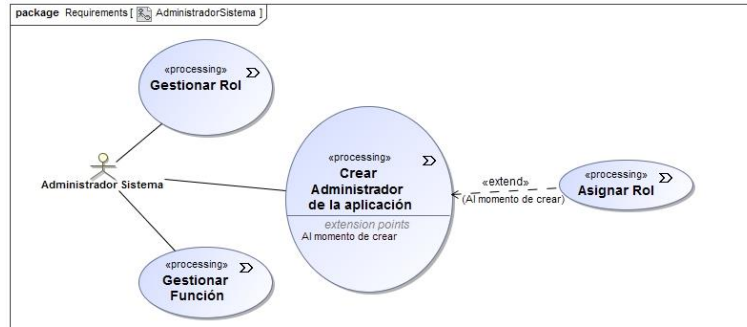 package Requirements [ AdministradorSistema ]
«processing»
Gestionar Rol
Administrador Sistema
«processing»
Crear
Administrador
de la aplicación
extension points
Al momento de crear
«extend»
(Al momento de crear)
«processing»
Asignar Rol
«processing»
Gestionar
Función